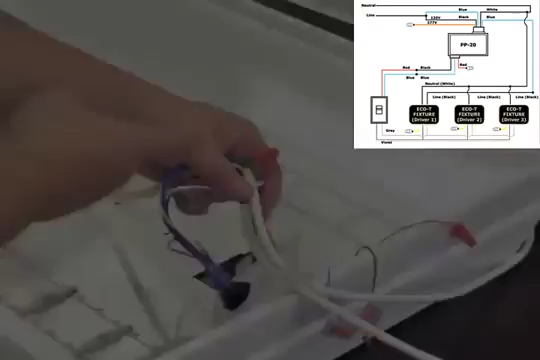 Neutral
Blue
White
Line
120V
Black
Blue
277V
PP-20
Red
Red
Black
Blue
Blue
Neutral (White)
Line (Black)
Line (Black)
Line (Black)
ECO-T
FIXTURE
(Driver 1)
ECO-T
FIXTURE
(Driver 2)
ECO-T
FIXTURE
(Driver 3)
Grey
Violet